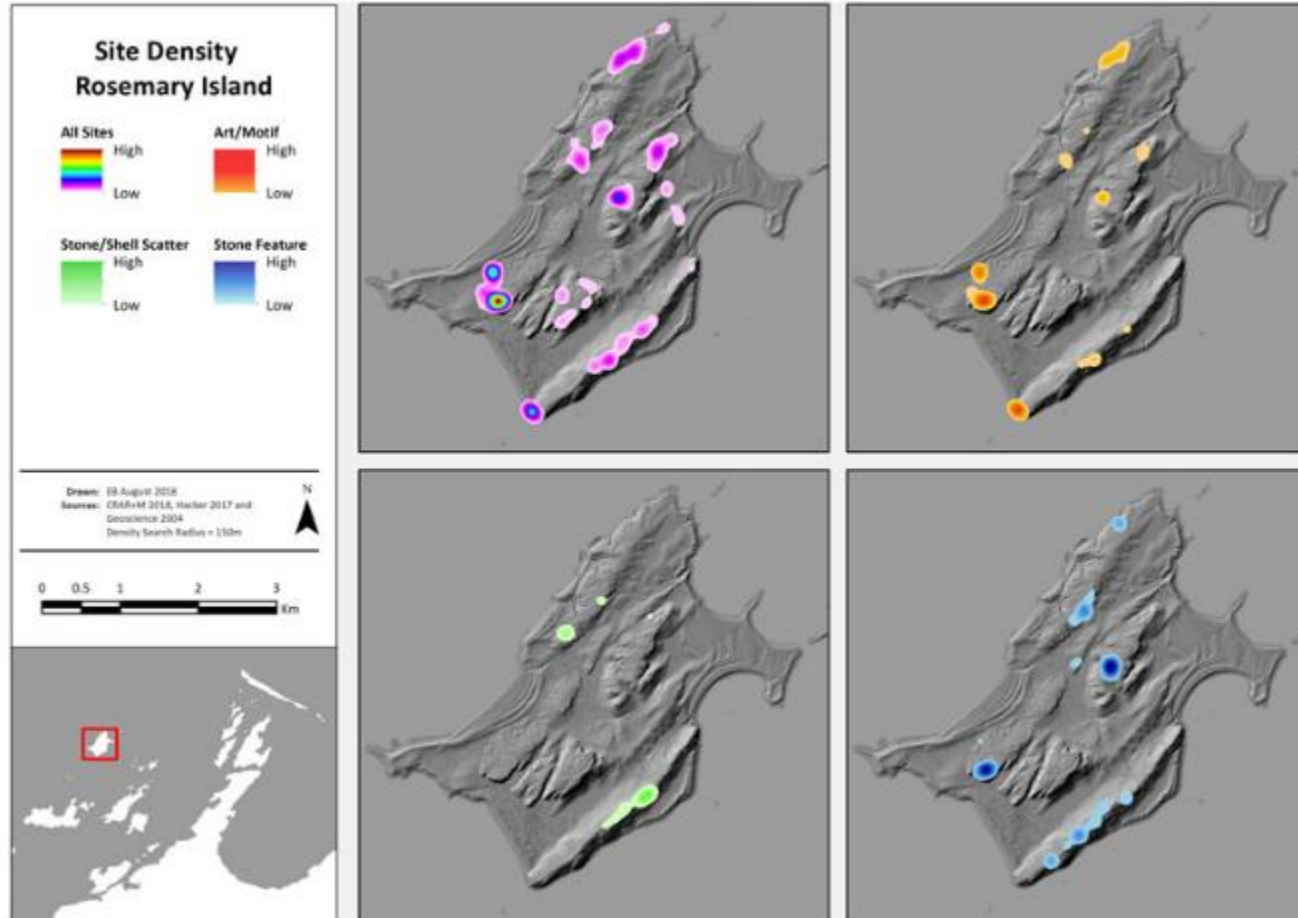 Site Density
Rosemary Island
All Sites
High
Low
Art/Motif
High
Low
Stone/Shell Scatter
High
Low
Stone Feature
High
Low
Drawn: EB August 2018
Sources: CRAR+M 2018, Hacker 2017 and
Geoscience 2004
Density Search Radius = 150m
N
0 0.5 1 2 3
Km